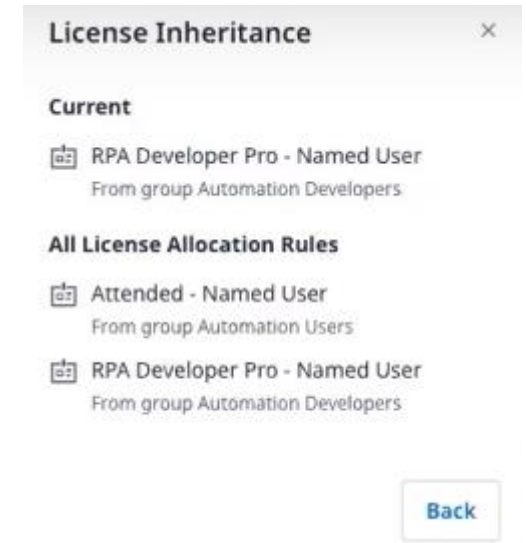 License Inheritance
Current
RPA Developer Pro - Named User
From group Automation Developers
All License Allocation Rules
Attended - Named User
From group Automation Users
RPA Developer Pro - Named User
From group Automation Developers
Back